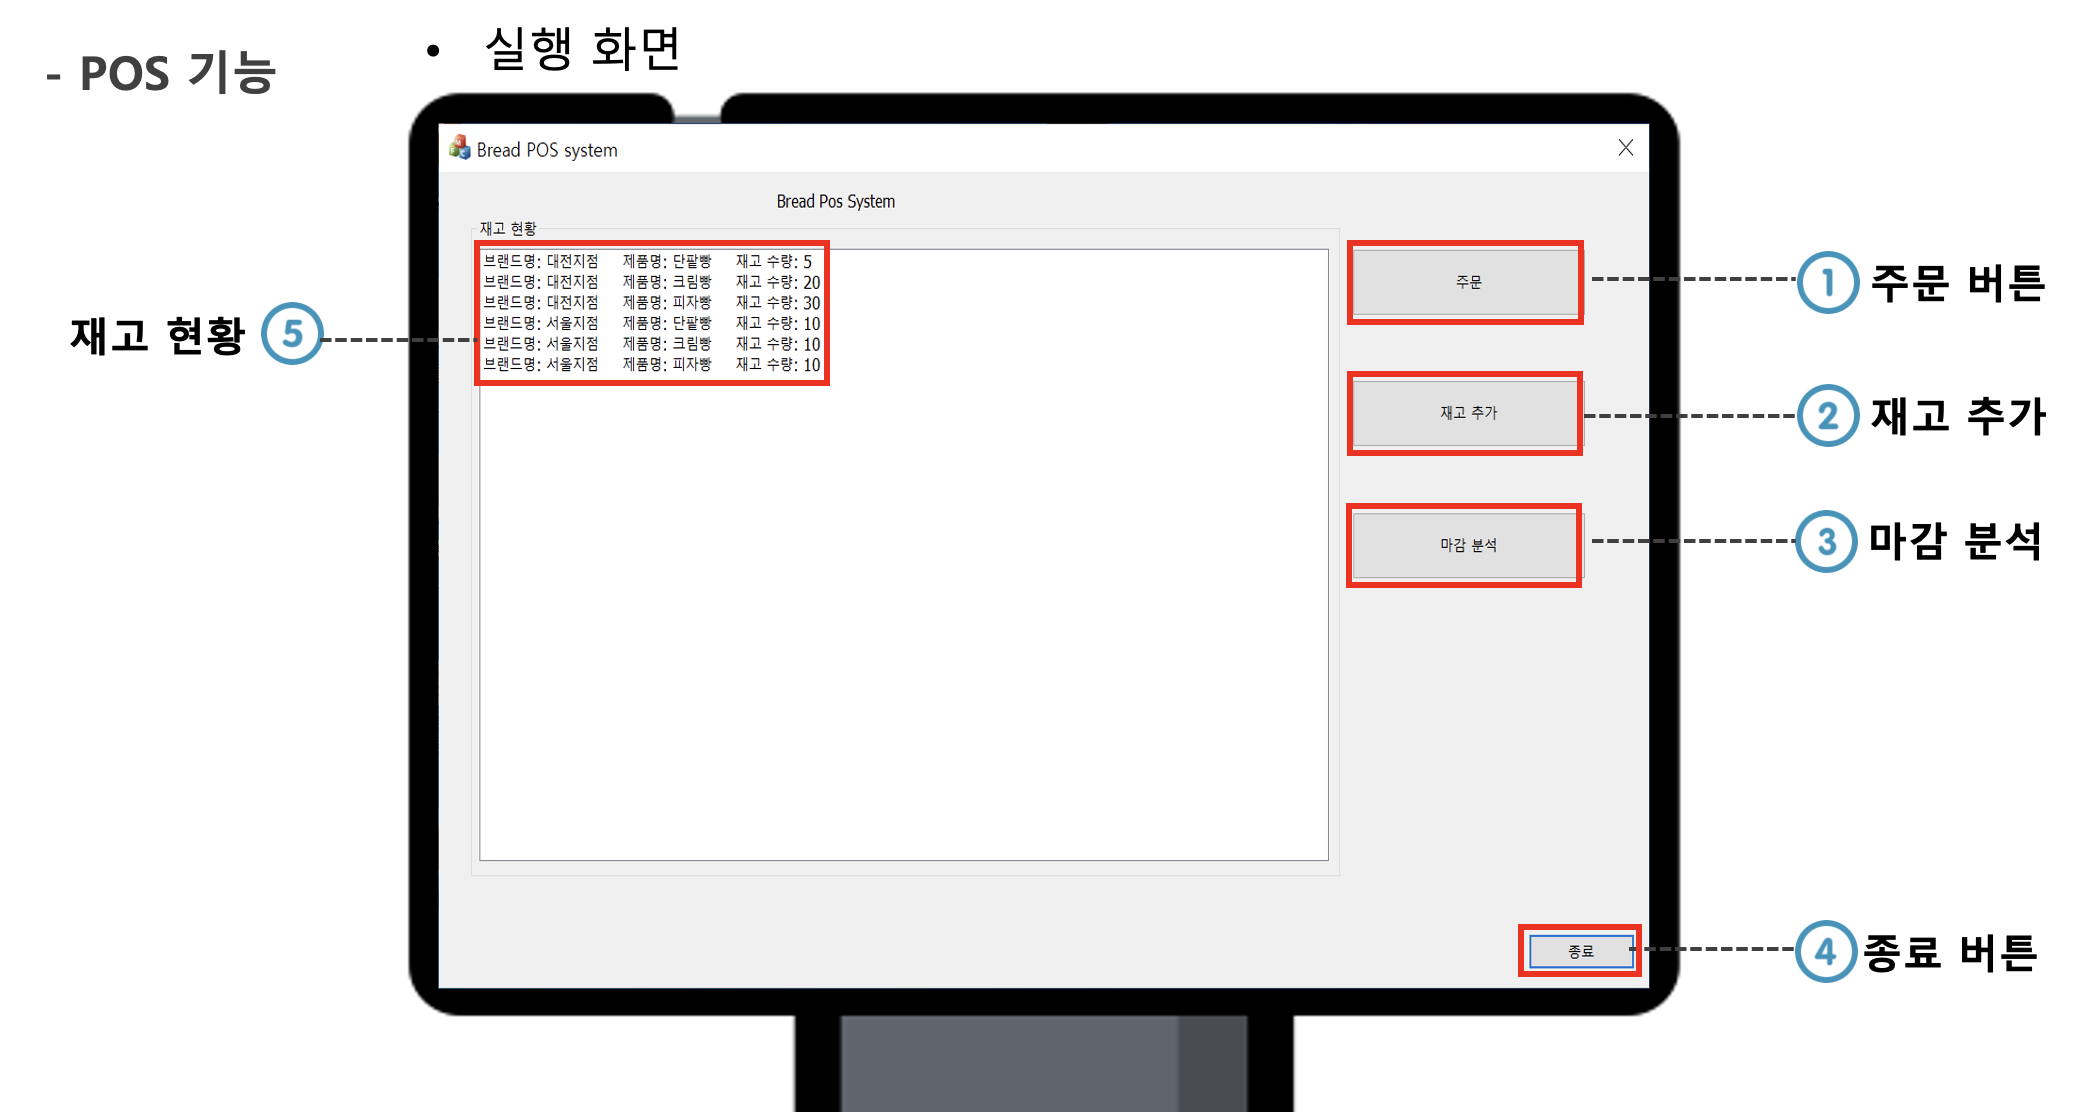 - POS 기능
• 실행 화면
Bread POS system
Bread Pos System
재고 현황
브랜드명: 대전지점 제품명: 단팥빵 재고 수량: 5
브랜드명: 대전지점 제품명: 크림빵 재고 수량: 20
브랜드명: 대전지점 제품명: 피자빵 재고 수량: 30
브랜드명: 서울지점 제품명: 단팥빵 재고 수량: 10
브랜드명: 서울지점 제품명: 크림빵 재고 수량: 10
브랜드명: 서울지점 제품명: 피자빵 재고 수량: 10
재고 현황 5
주문
1 주문 버튼
재고 추가
2 재고 추가
마감 분석
3 마감 분석
종료
4 종료 버튼